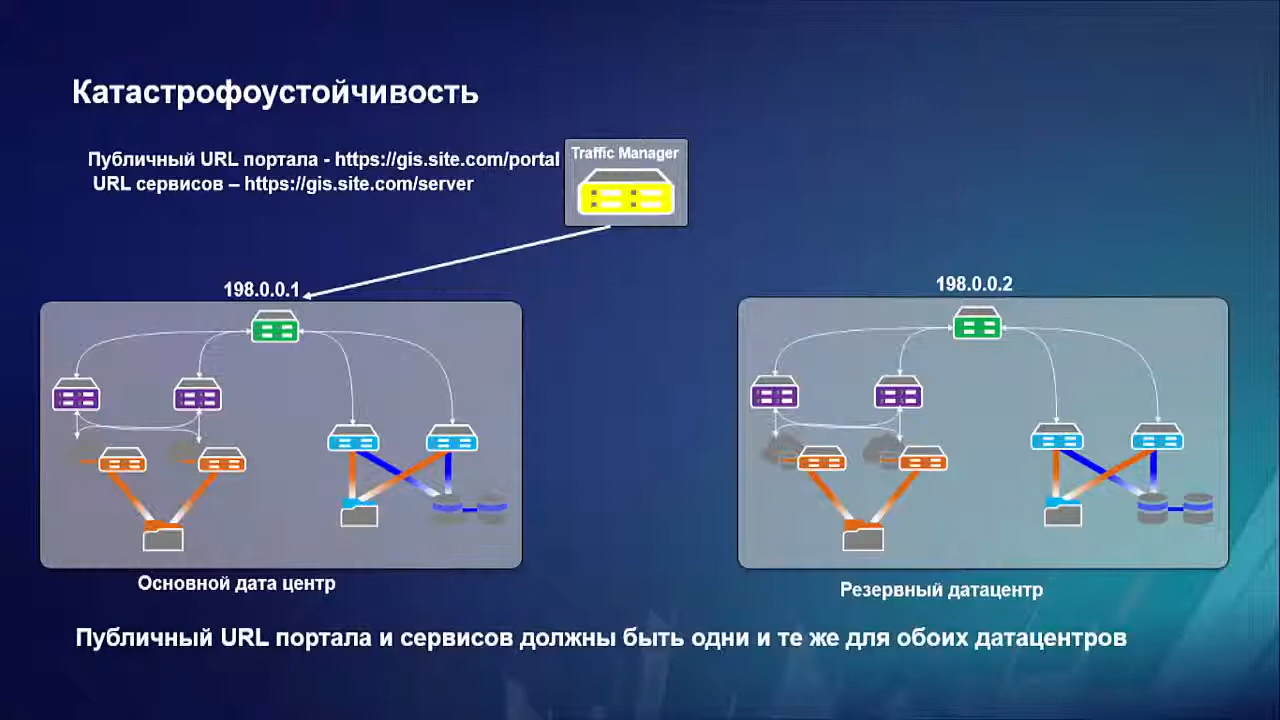 Катастрофоустойчивость
Публичный URL портала - https://gis.site.com/portal
URL сервисов – https://gis.site.com/server
Traffic Manager
198.0.0.1
198.0.0.2
Основной дата центр
Резервный датацентр
Публичный URL портала и сервисов должны быть одни и те же для обоих датацентров